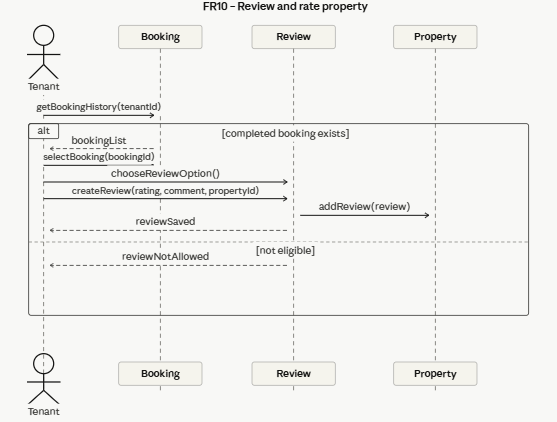 FR10 – Review and rate property
Booking
Review
Property
Tenant
getBookingHistory(tenantId)
alt
[completed booking exists]
bookingList
selectBooking(bookingId)
chooseReviewOption()
createReview(rating, comment, propertyId)
addReview(review)
reviewSaved
[not eligible]
reviewNotAllowed
Booking
Review
Property
Tenant